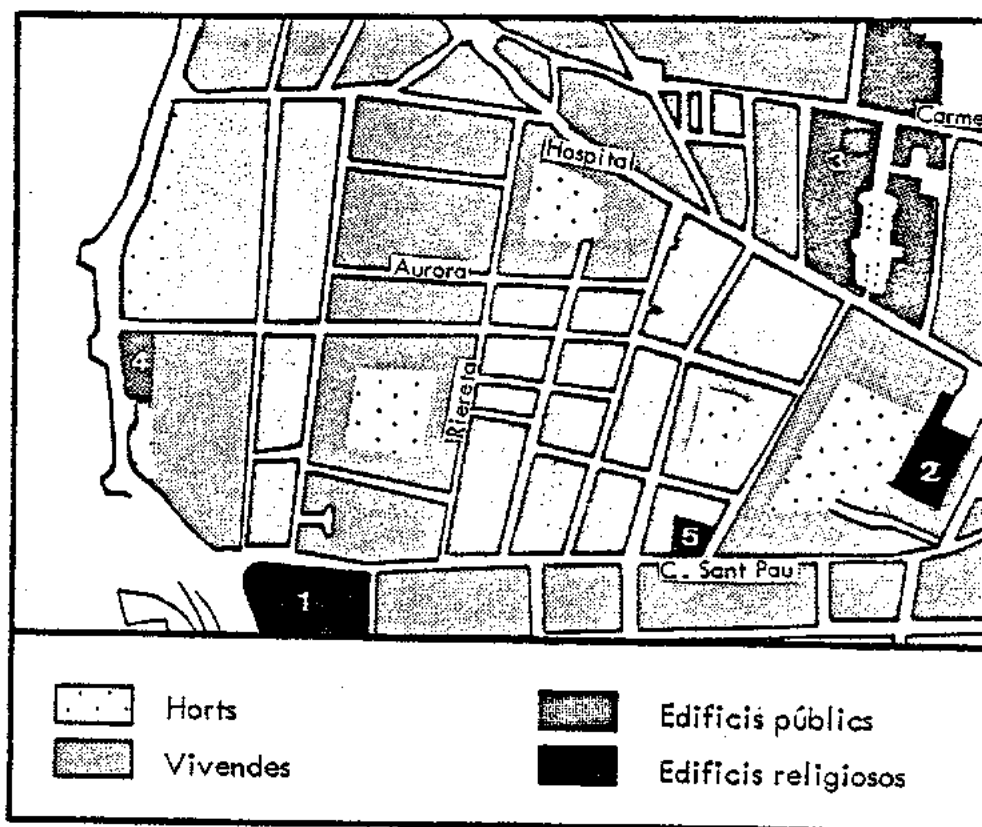 Carme
Hospital
3
Aurora
4
Riereta
2
5
C. Sant Pau
1
Horts
Edificis públics
Vivendes
Edificis religiosos